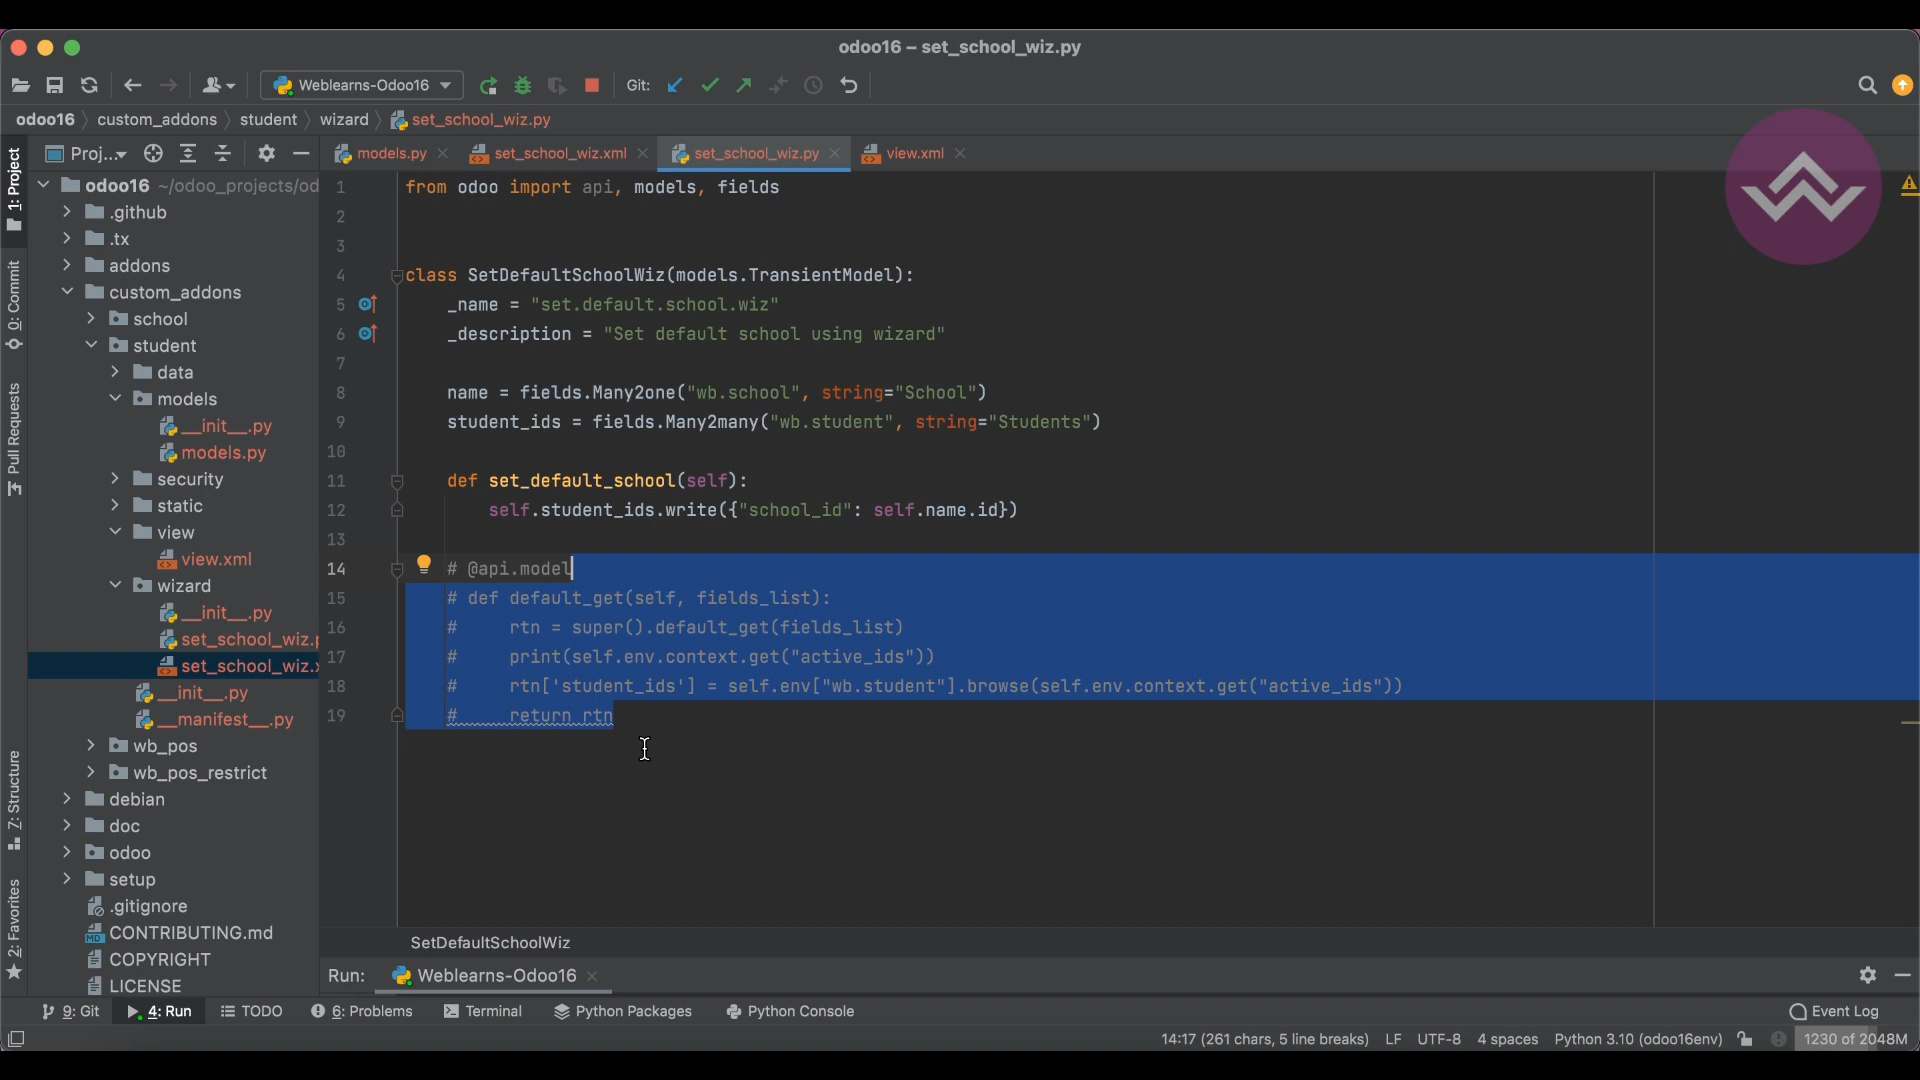 odoo16 – set_school_wiz.py
Weblearns-Odoo16
Git:
odoo16 custom_addons student wizard set_school_wiz.py
Proj...
models.py
set_school_wiz.xml
set_school_wiz.py
view.xml
1: Project
0: Commit
Pull Requests
Z: Structure
2: Favorites
odoo16 ~/odoo_projects/od
.github
.tx
addons
custom_addons
school
student
data
models
__init__.py
models.py
security
static
view
view.xml
wizard
__init__.py
set_school_wiz.p
set_school_wiz.x
__init__.py
__manifest__.py
wb_pos
wb_pos_restrict
debian
doc
odoo
setup
.gitignore
CONTRIBUTING.md
COPYRIGHT
LICENSE
1 from odoo import api, models, fields
2
3
4 class SetDefaultSchoolWiz(models.TransientModel):
5 _name = "set.default.school.wiz"
6 _description = "Set default school using wizard"
7
8 name = fields.Many2one("wb.school", string="School")
9 student_ids = fields.Many2many("wb.student", string="Students")
10
11 def set_default_school(self):
12 self.student_ids.write({"school_id": self.name.id})
13
14 # @api.model
15 # def default_get(self, fields_list):
16 # rtn = super().default_get(fields_list)
17 # print(self.env.context.get("active_ids"))
18 # rtn['student_ids'] = self.env["wb.student"].browse(self.env.context.get("active_ids"))
19 # return rtn
SetDefaultSchoolWiz
Run: Weblearns-Odoo16
9: Git 4: Run TODO 6: Problems Terminal Python Packages Python Console Event Log
14:17 (261 chars, 5 line breaks) LF UTF-8 4 spaces Python 3.10 (odoo16env) 1230 of 2048M